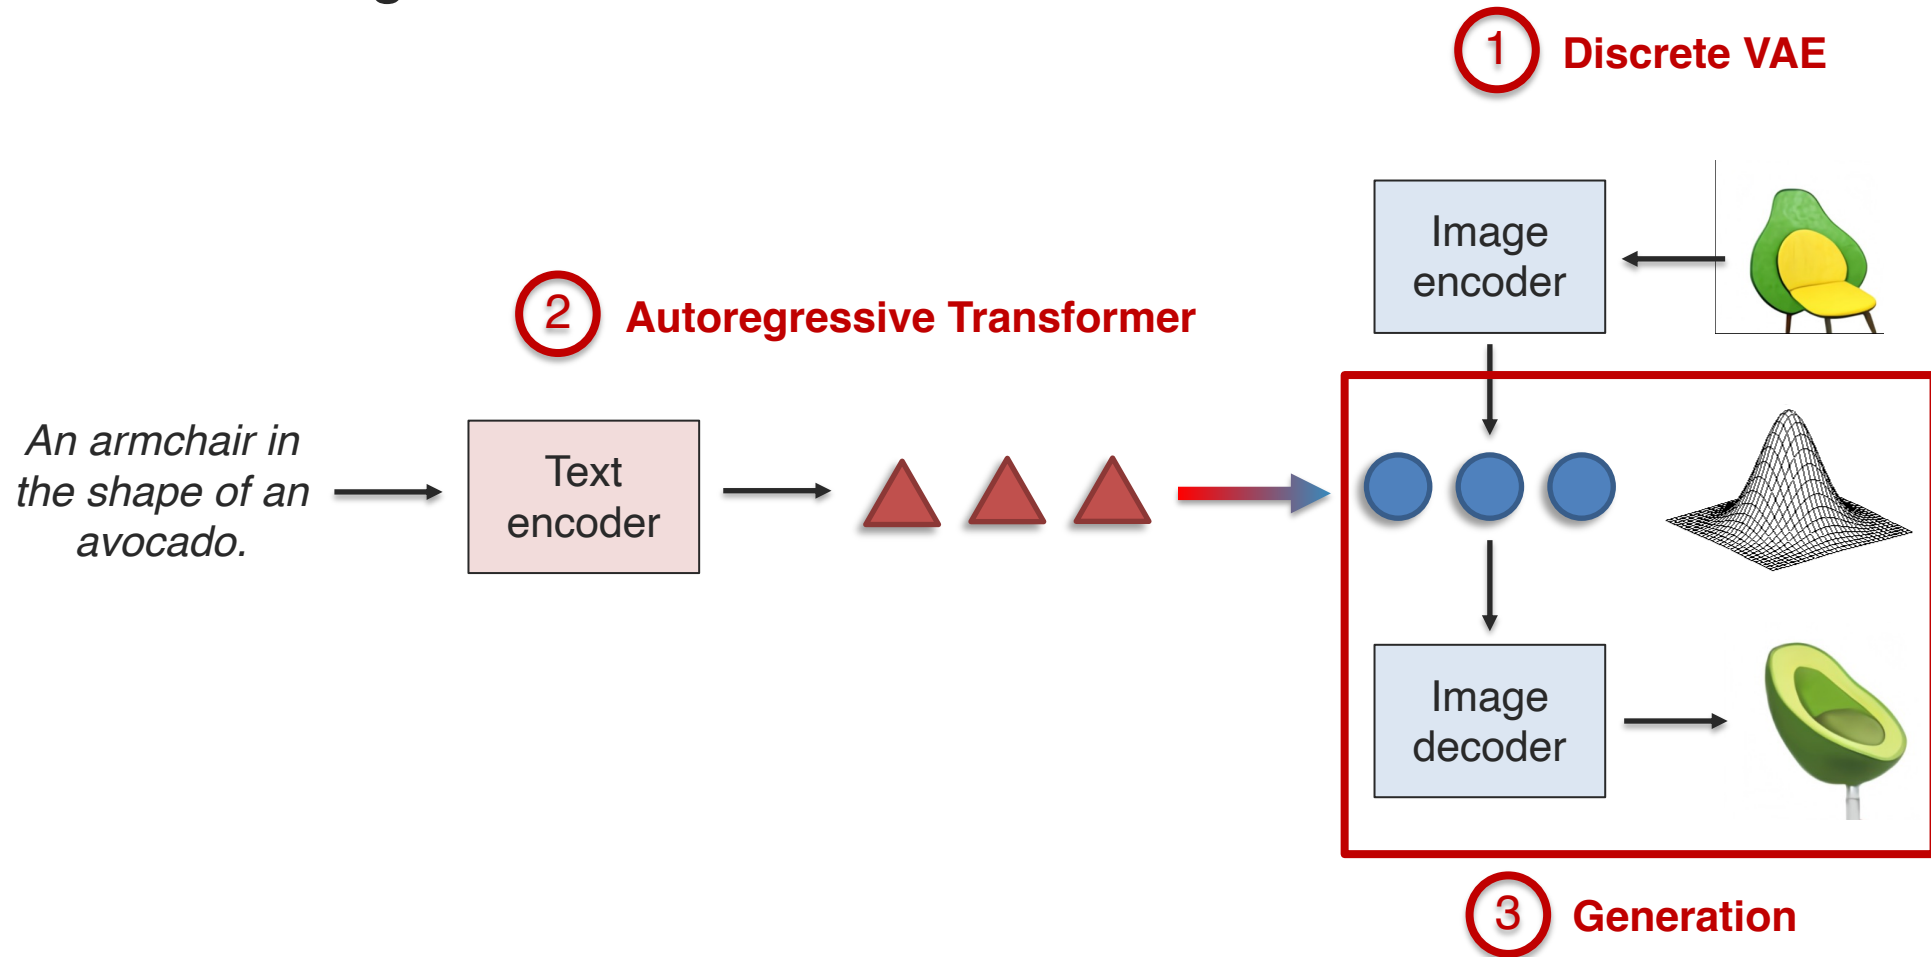 1 Discrete VAE
Image
encoder
2 Autoregressive Transformer
An armchair in
the shape of an
avocado.
Text
encoder
Image
decoder
3 Generation